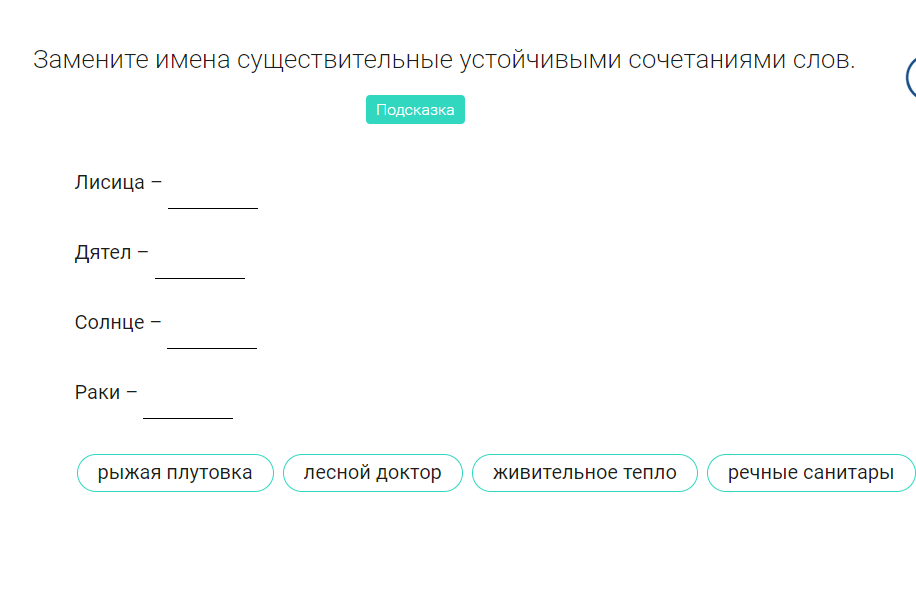 Замените имена существительные устойчивыми сочетаниями слов.
Подсказка
Лисица –
Дятел –
Солнце –
Раки –
рыжая плутовка лесной доктор живительное тепло речные санитары